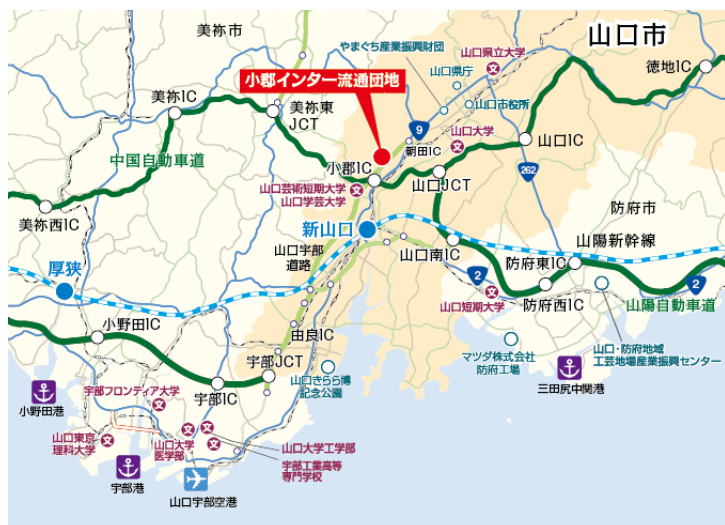 美祢市
やまぐち産業振興財団
山口県立大学
山口市
徳地IC
小郡インター流通団地
山口県庁
山口市役所
美祢IC
美祢東
JCT
9
朝田IC
山口大学
山口IC
中国自動車道
小郡IC
山口JCT
262
山口芸術短期大学
山口学芸大学
美祢西IC
新山口
防府市
山陽新幹線
山口宇部
道路
山口南IC
厚狭
防府東IC
2
2
山口短期大学
防府西IC
山陽自動車道
小野田IC
由良IC
宇部JCT
マツダ株式会社
防府工場
山口・防府地域
工芸地場産業振興センター
山口きらら博
記念公園
三田尻中関港
宇部フロンティア大学
宇部IC
小野田港
山口東京
理科大学
山口大学
医学部
山口大学工学部
宇部工業高等
専門学校
宇部港
山口宇部空港
文
文
文
文
文
文
文
文
文